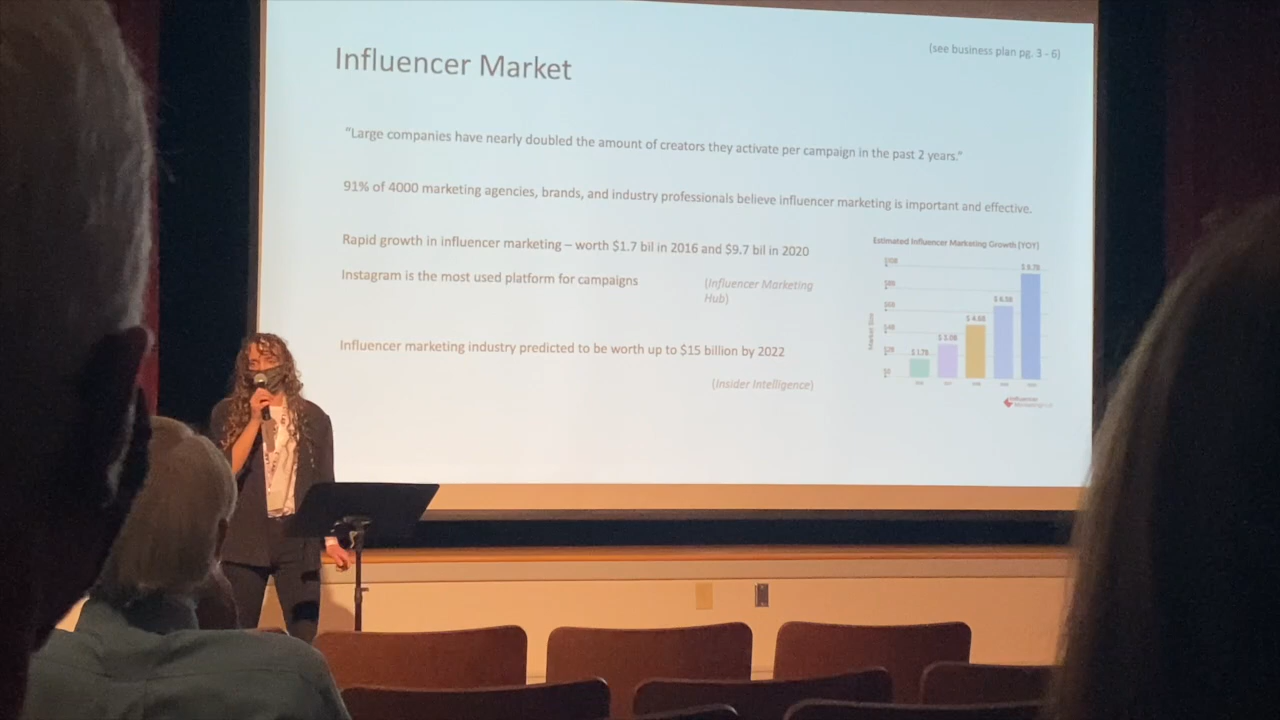 Influencer Market
(see business plan pg. 3 - 6)
"Large companies have nearly doubled the amount of creators they activate per campaign in the past 2 years."
91% of 4000 marketing agencies, brands, and industry professionals believe influencer marketing is important and effective.
Rapid growth in influencer marketing – worth $1.7 bil in 2016 and $9.7 bil in 2020
Instagram is the most used platform for campaigns
(Influencer Marketing
Hub)
Influencer marketing industry predicted to be worth up to $15 billion by 2022
(Insider Intelligence)
Estimated Influencer Marketing Growth (YOY)
Market Size
$ 9.7B
$ 6.5B
$ 4.6B
$ 3.0B
$ 1.7B
Influencer